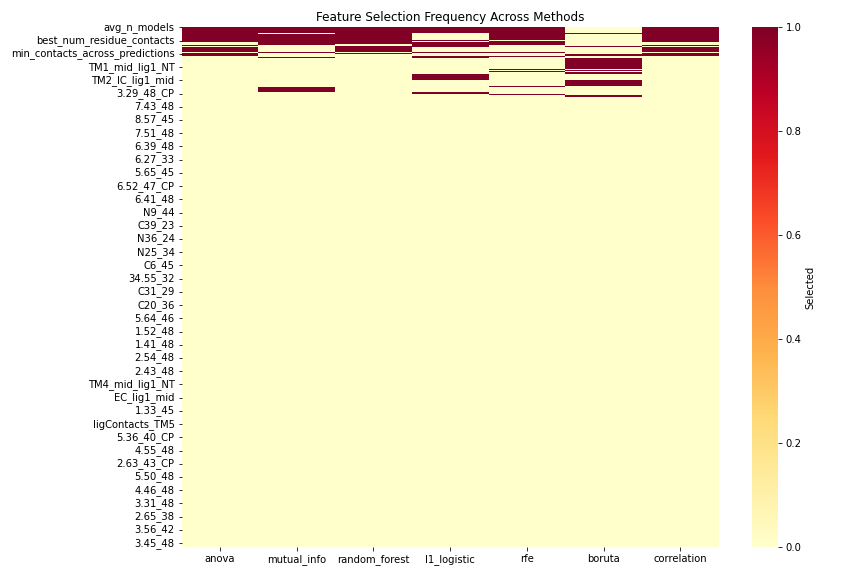 Feature Selection Frequency Across Methods
avg_n_models
best_num_residue_contacts
min_contacts_across_predictions
TM1_mid_lig1_NT
TM2_IC_lig1_mid
3.29_48_CP
7.43_48
8.57_45
7.51_48
6.39_48
6.27_33
5.65_45
6.52_47_CP
6.41_48
N9_44
C39_23
N36_24
N25_34
C6_45
34.55_32
C31_29
C20_36
5.64_46
1.52_48
1.41_48
2.54_48
2.43_48
TM4_mid_lig1_NT
EC_lig1_mid
1.33_45
ligContacts_TM5
5.36_40_CP
4.55_48
2.63_43_CP
5.50_48
4.46_48
3.31_48
2.65_38
3.56_42
3.45_48
anova mutual_info random_forest l1_logistic rfe boruta correlation
1.0
0.8
0.6
0.4
0.2
0.0
Selected